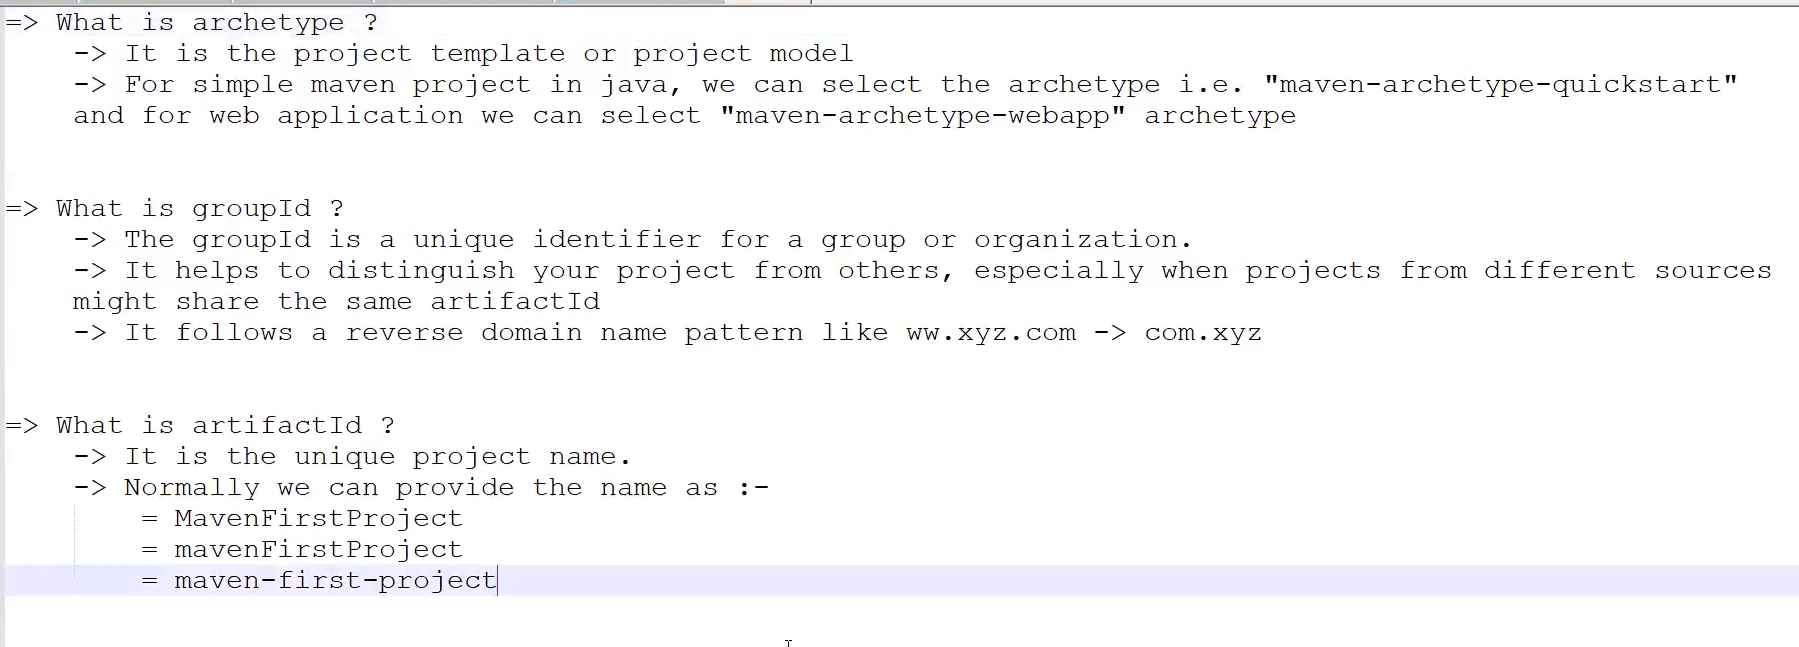 => What is archetype ?
-> It is the project template or project model
-> For simple maven project in java, we can select the archetype i.e. "maven-archetype-quickstart"
and for web application we can select "maven-archetype-webapp" archetype
=> What is groupId ?
-> The groupId is a unique identifier for a group or organization.
-> It helps to distinguish your project from others, especially when projects from different sources
might share the same artifactId
-> It follows a reverse domain name pattern like ww.xyz.com -> com.xyz
=> What is artifactId ?
-> It is the unique project name.
-> Normally we can provide the name as :-
= MavenFirstProject
= mavenFirstProject
= maven-first-project